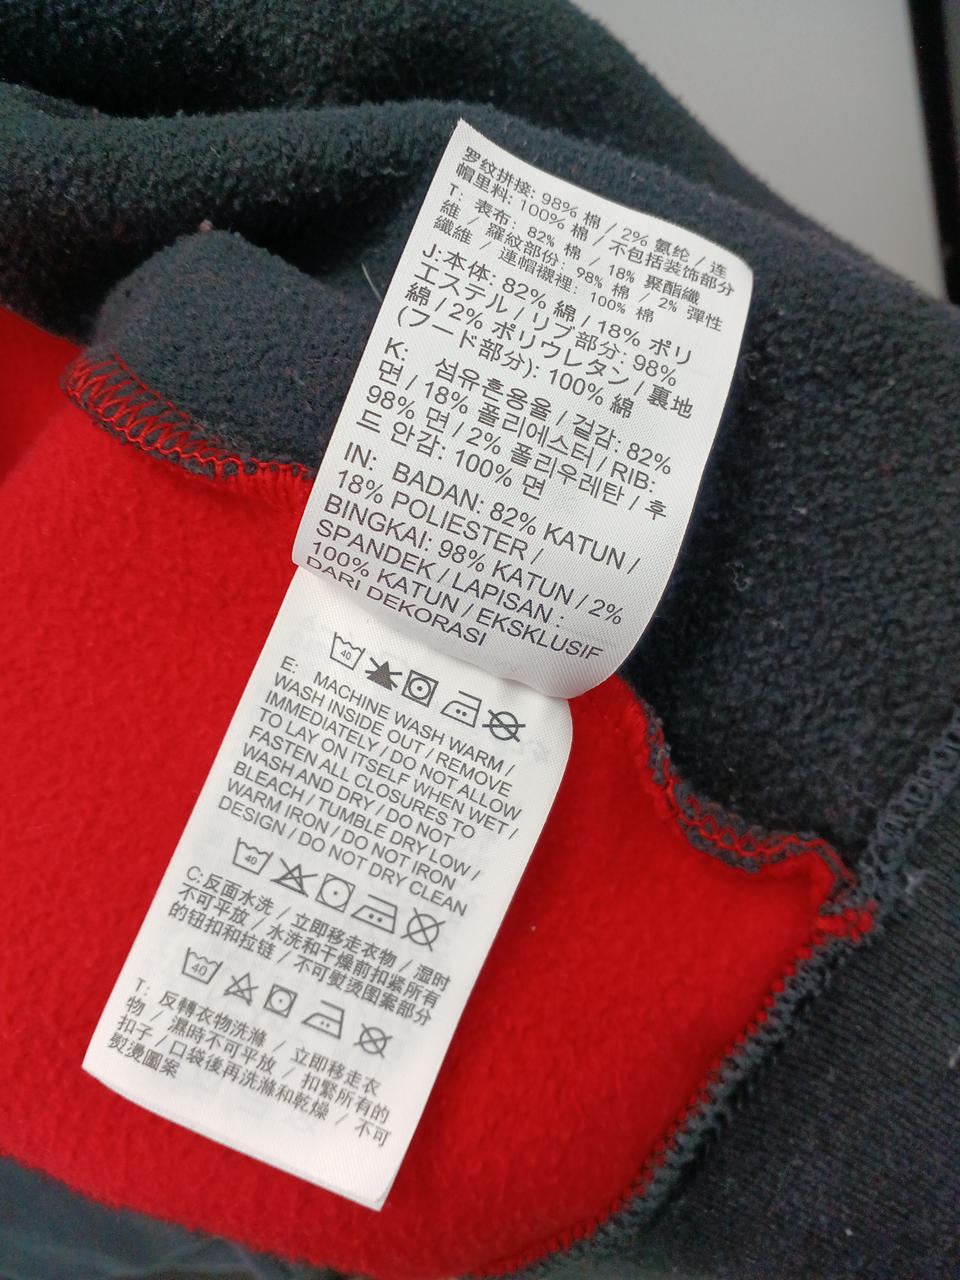 罗纹拼接: 98% 棉 / 2% 氨纶 / 连
帽里料: 100% 棉 / 不包括装饰部分
T: 表布: 82% 棉 / 18% 聚酯纖
維 / 羅紋部份: 98% 棉 / 2% 彈性
纖維 / 連帽襯裡: 100% 棉
J:本体: 82% 綿 / 18% ポリ
エステル / リブ部分: 98%
綿 / 2% ポリウレタン / 裏地
(フード部分): 100% 綿
K: 섬유혼용율 / 겉감: 82%
면 / 18% 폴리에스터 / RIB:
98% 면 / 2% 폴리우레탄 / 후
드 안감: 100% 면
IN: BADAN: 82% KATUN /
18% POLIESTER /
BINGKAI: 98% KATUN / 2%
SPANDEK / LAPISAN :
100% KATUN / EKSKLUSIF
DARI DEKORASI
40
E: MACHINE WASH WARM /
WASH INSIDE OUT / REMOVE
IMMEDIATELY / DO NOT ALLOW
TO LAY ON ITSELF WHEN WET /
FASTEN ALL CLOSURES TO
WASH AND DRY / DO NOT
BLEACH / TUMBLE DRY LOW /
WARM IRON / DO NOT IRON
DESIGN / DO NOT DRY CLEAN
40
C:反面水洗 / 立即移走衣物 / 湿时
不可平放 / 水洗和干燥前扣紧所有
的钮扣和拉链 / 不可熨烫图案部分
40
T: 反轉衣物洗滌 / 立即移走衣
物 / 濕時不可平放 / 扣緊所有的
扣子 / 口袋後再洗滌和乾燥 / 不可
熨燙圖案